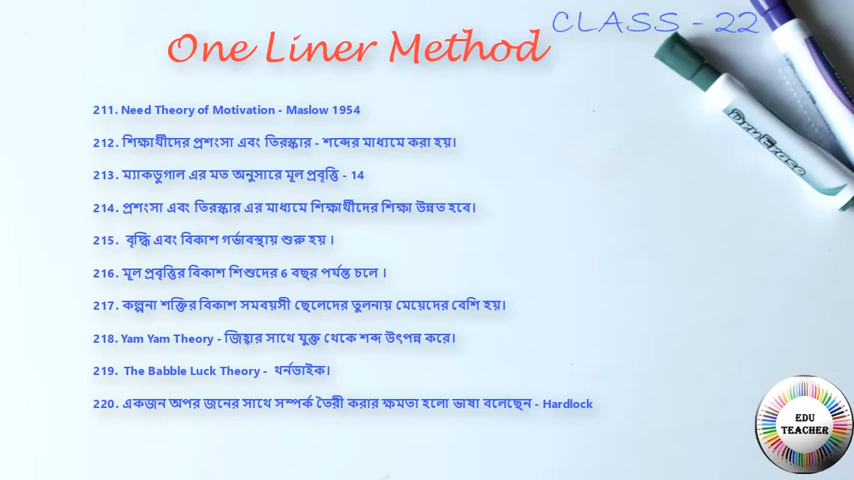 CLASS - 22
One Liner Method
211. Need Theory of Motivation - Maslow 1954
212. শিক্ষার্থীদের প্রশংসা এবং তিরস্কার - শব্দের মাধ্যমে করা হয়।
213. ম্যাকডুগাল এর মত অনুসারে মূল প্রবৃত্তি - 14
214. প্রশংসা এবং তিরস্কার এর মাধ্যমে শিক্ষার্থীদের শিক্ষা উন্নত হবে।
215. বৃদ্ধি এবং বিকাশ গর্ভাবস্থায় শুরু হয় ।
216. মূল প্রবৃত্তির বিকাশ শিশুদের 6 বছর পর্যন্ত চলে ।
217. কল্পনা শক্তির বিকাশ সমবয়সী ছেলেদের তুলনায় মেয়েদের বেশি হয়।
218. Yam Yam Theory - জিহ্বার সাথে যুক্ত থেকে শব্দ উৎপন্ন করে।
219. The Babble Luck Theory - থর্নডাইক।
220. একজন অপর জনের সাথে সম্পর্ক তৈরী করার ক্ষমতা হলো ভাষা বলেছেন - Hardlock
DryErase
EDU
TEACHER